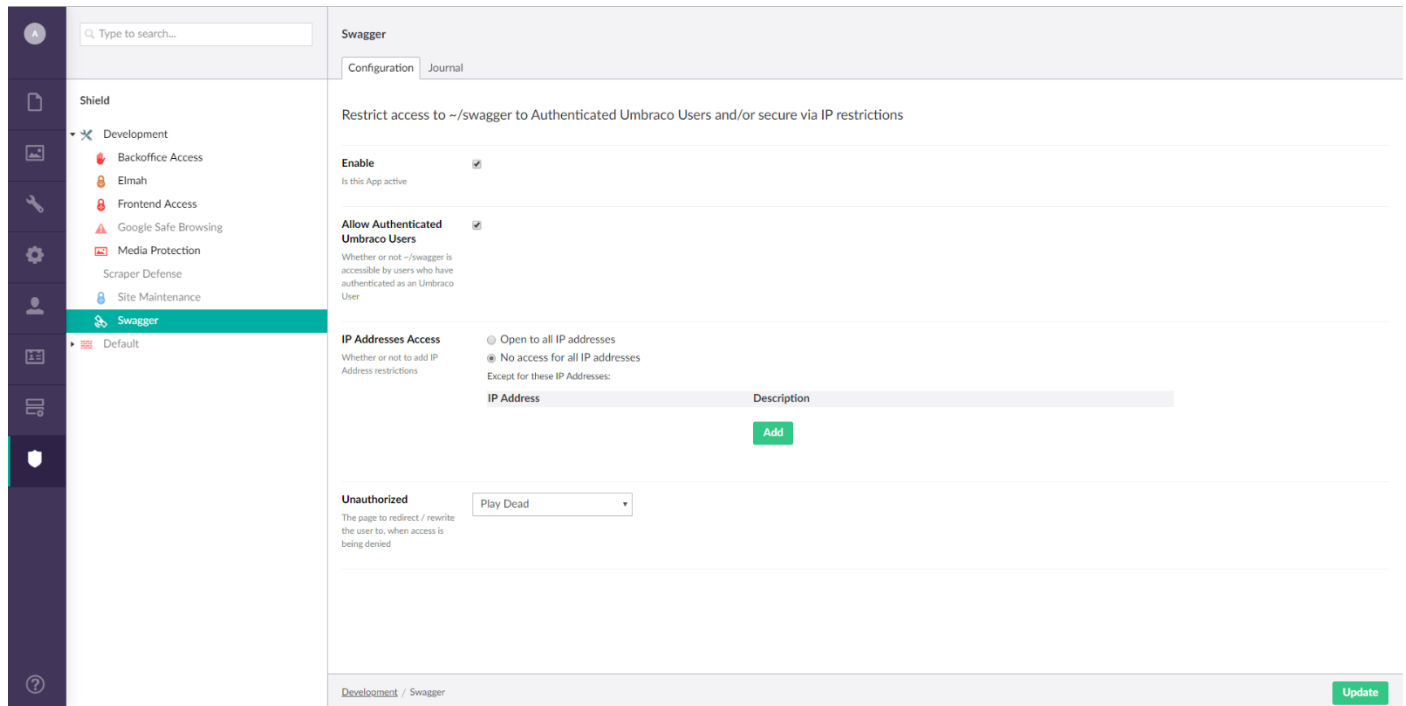 A
Type to search...
Shield
Development
Backoffice Access
Elmah
Frontend Access
Google Safe Browsing
Media Protection
Scraper Defense
Site Maintenance
Swagger
Default
Swagger
Configuration Journal
Restrict access to ~/swagger to Authenticated Umbraco Users and/or secure via IP restrictions
Enable
Is this App active
Allow Authenticated
Umbraco Users
Whether or not ~/swagger is
accessible by users who have
authenticated as an Umbraco
User
IP Addresses Access
Whether or not to add IP
Address restrictions
Open to all IP addresses
No access for all IP addresses
Except for these IP Addresses:
IP Address Description
Add
Unauthorized
The page to redirect / rewrite
the user to, when access is
being denied
Play Dead
Development / Swagger
Update
?